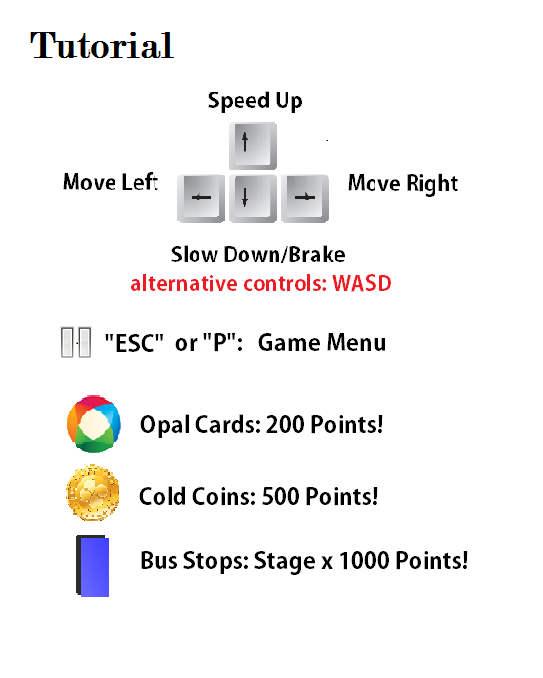 Tutorial
Speed Up
Move Left
Move Right
Slow Down/Brake
alternative controls: WASD
"ESC" or "P": Game Menu
Opal Cards: 200 Points!
Cold Coins: 500 Points!
Bus Stops: Stage x 1000 Points!